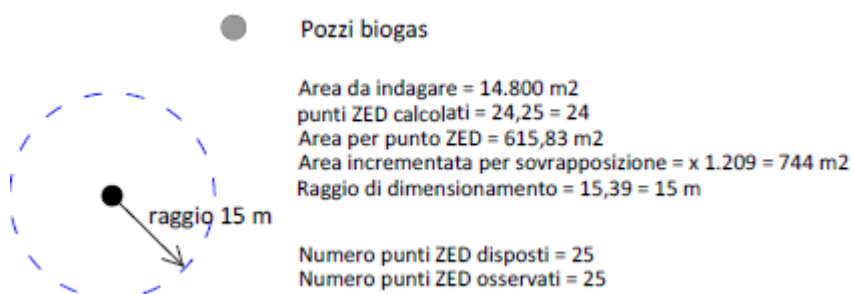 Pozzi biogas
Area da indagare = 14.800 m2
punti ZED calcolati = 24,25 = 24
Area per punto ZED = 615,83 m2
Area incrementata per sovrapposizione = x 1.209 = 744 m2
Raggio di dimensionamento = 15,39 = 15 m
raggio 15 m
Numero punti ZED disposti = 25
Numero punti ZED osservati = 25